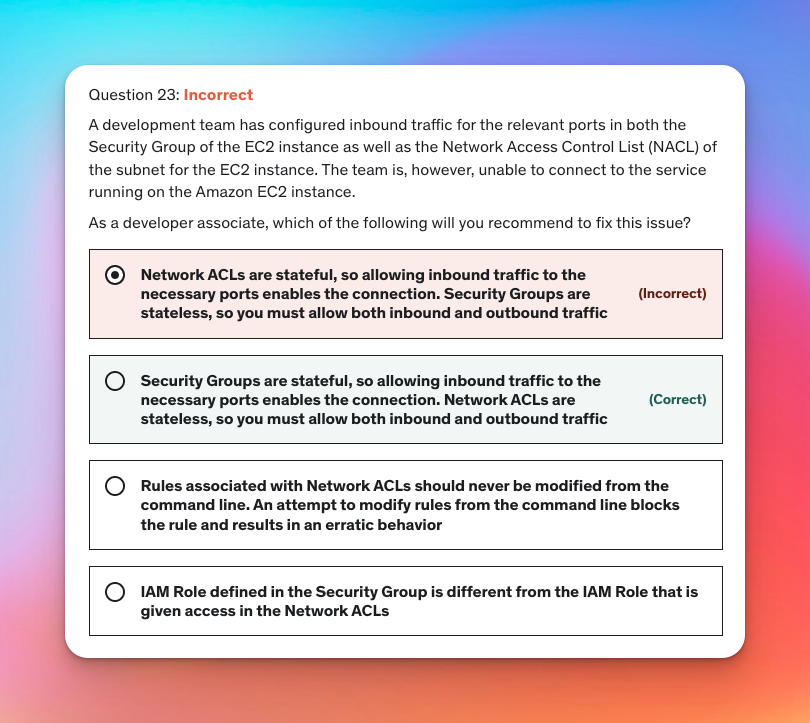 Question 23: Incorrect
A development team has configured inbound traffic for the relevant ports in both the
Security Group of the EC2 instance as well as the Network Access Control List (NACL) of
the subnet for the EC2 instance. The team is, however, unable to connect to the service
running on the Amazon EC2 instance.
As a developer associate, which of the following will you recommend to fix this issue?
Network ACLs are stateful, so allowing inbound traffic to the
necessary ports enables the connection. Security Groups are
stateless, so you must allow both inbound and outbound traffic
(Incorrect)
Security Groups are stateful, so allowing inbound traffic to the
necessary ports enables the connection. Network ACLs are
stateless, so you must allow both inbound and outbound traffic
(Correct)
Rules associated with Network ACLs should never be modified from the
command line. An attempt to modify rules from the command line blocks
the rule and results in an erratic behavior
IAM Role defined in the Security Group is different from the IAM Role that is
given access in the Network ACLs